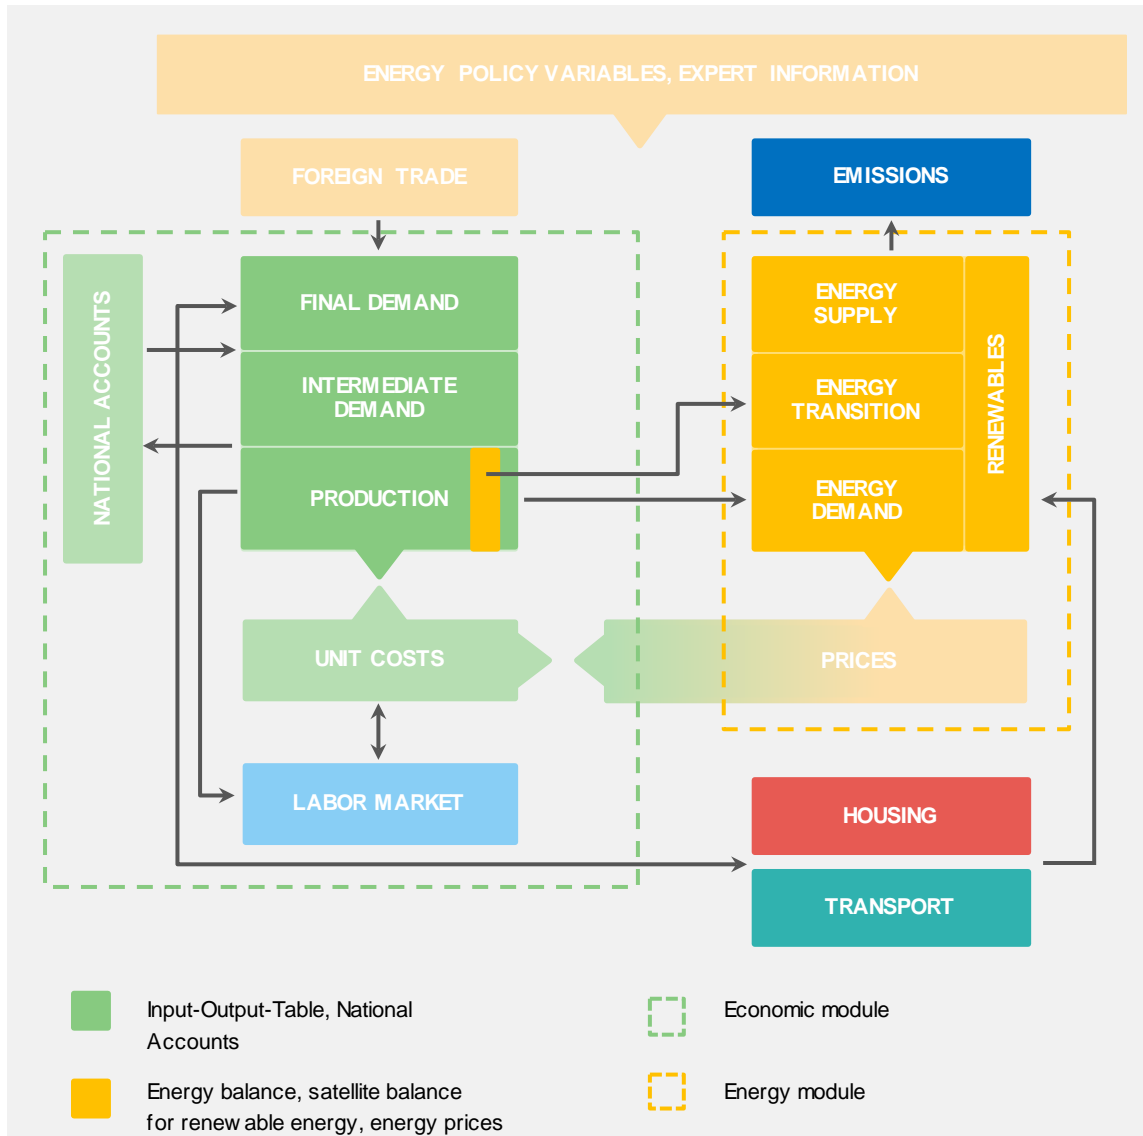 ENERGY POLICY VARIABLES, EXPERT INFORMATION
FOREIGN TRADE
EMISSIONS
NATIONAL ACCOUNTS
FINAL DEMAND
INTERMEDIATE
DEMAND
PRODUCTION
ENERGY
SUPPLY
ENERGY
TRANSITION
ENERGY
DEMAND
RENEWABLES
UNIT COSTS
PRICES
LABOR MARKET
HOUSING
TRANSPORT
Input-Output-Table, National
Accounts
Economic module
Energy balance, satellite balance
for renewable energy, energy prices
Energy module